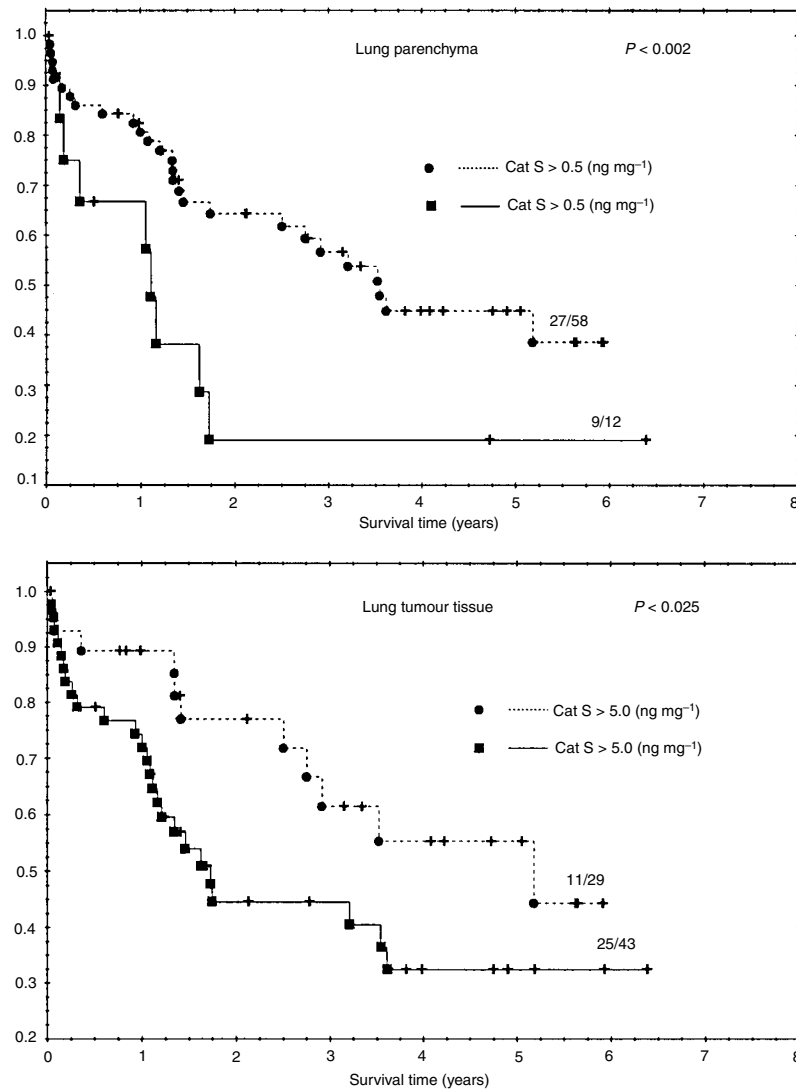 Lung parenchyma P < 0.002
1.0
0.9
0.8
0.7
0.6
0.5
0.4
0.3
0.2
0.1
Cat S > 0.5 (ng mg⁻¹)
Cat S > 0.5 (ng mg⁻¹)
27/58
9/12
0 1 2 3 4 5 6 7 8
Survival time (years)
Lung tumour tissue P < 0.025
1.0
0.9
0.8
0.7
0.6
0.5
0.4
0.3
0.2
Cat S > 5.0 (ng mg⁻¹)
Cat S > 5.0 (ng mg⁻¹)
11/29
25/43
0 1 2 3 4 5 6 7 8
Survival time (years)